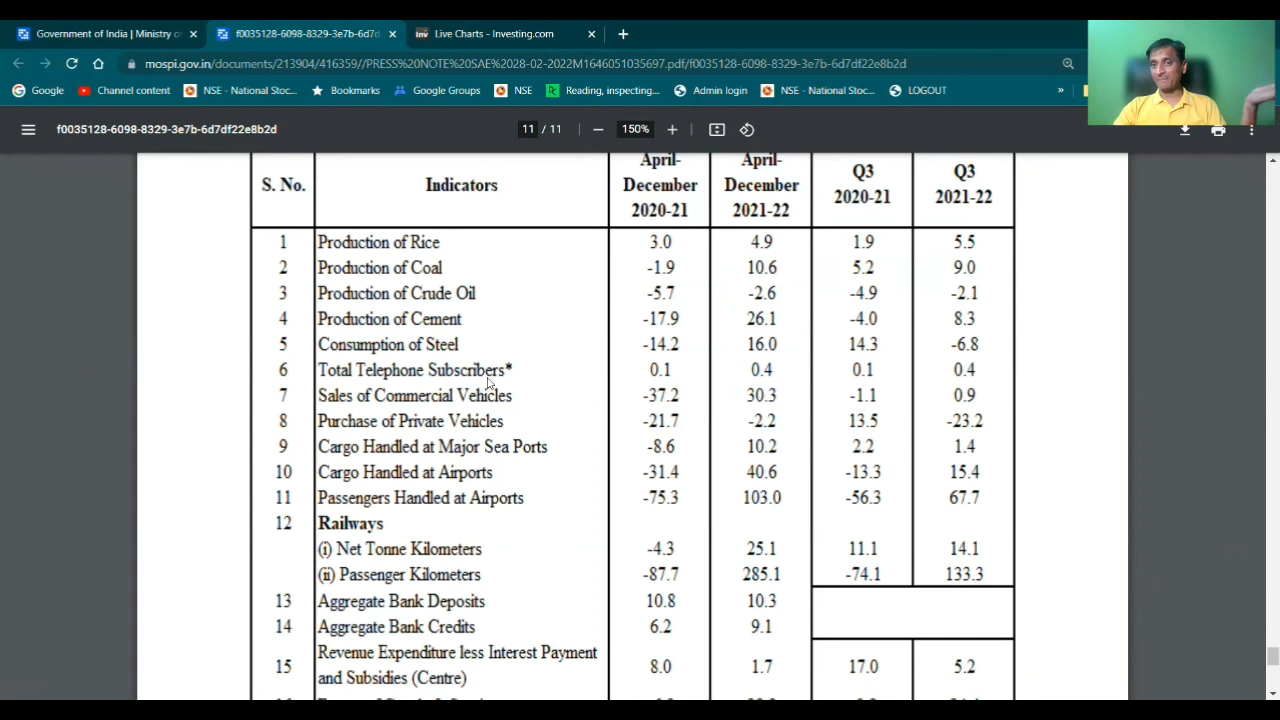 Government of India | Ministry of
f0035128-6098-8329-3e7b-6d7d
Live Charts - Investing.com
mospi.gov.in/documents/213904/416359//PRESS%20NOTE%20SAE%2028-02-2022M1646051035697.pdf/f0035128-6098-8329-3e7b-6d7df22e8b2d
Google Channel content NSE - National Stoc... Bookmarks Google Groups NSE Reading, inspecting... Admin login NSE - National Stoc... LOGOUT »
f0035128-6098-8329-3e7b-6d7df22e8b2d 11 / 11 150%
S. No. Indicators April-December 2020-21 April-December 2021-22 Q3 2020-21 Q3 2021-22
1 Production of Rice 3.0 4.9 1.9 5.5
2 Production of Coal -1.9 10.6 5.2 9.0
3 Production of Crude Oil -5.7 -2.6 -4.9 -2.1
4 Production of Cement -17.9 26.1 -4.0 8.3
5 Consumption of Steel -14.2 16.0 14.3 -6.8
6 Total Telephone Subscribers* 0.1 0.4 0.1 0.4
7 Sales of Commercial Vehicles -37.2 30.3 -1.1 0.9
8 Purchase of Private Vehicles -21.7 -2.2 13.5 -23.2
9 Cargo Handled at Major Sea Ports -8.6 10.2 2.2 1.4
10 Cargo Handled at Airports -31.4 40.6 -13.3 15.4
11 Passengers Handled at Airports -75.3 103.0 -56.3 67.7
12 Railways
(i) Net Tonne Kilometers -4.3 25.1 11.1 14.1
(ii) Passenger Kilometers -87.7 285.1 -74.1 133.3
13 Aggregate Bank Deposits 10.8 10.3
14 Aggregate Bank Credits 6.2 9.1
15 Revenue Expenditure less Interest Payment
and Subsidies (Centre) 8.0 1.7 17.0 5.2